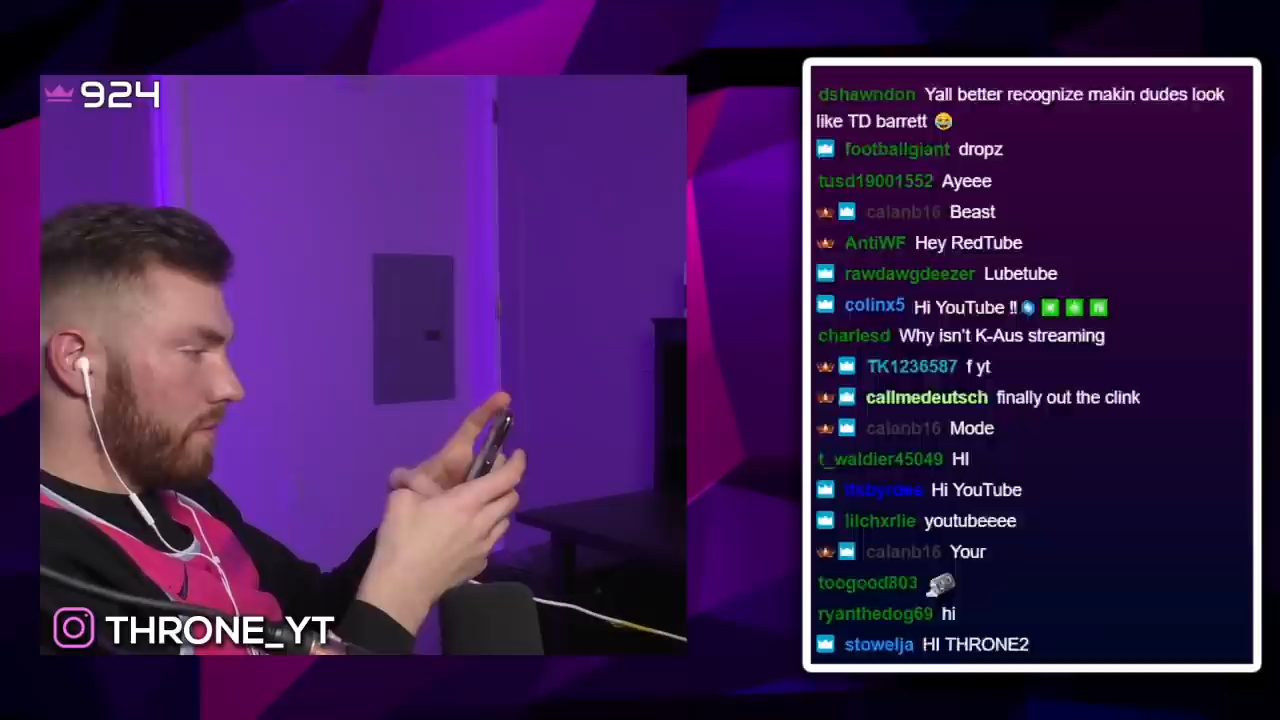 924
THRONE_YT
dshawndon Yall better recognize makin dudes look
like TD barrett 😂
footballgiant dropz
tusd19001552 Ayeee
calanb16 Beast
AntiWF Hey RedTube
rawdawgdeezer Lubetube
colinx5 Hi YouTube ‼
charlesd Why isn't K-Aus streaming
TK1236587 f yt
callmedeutsch finally out the clink
calanb16 Mode
t_waldier45049 HI
Hi YouTube
lilchxrlie youtubeeee
calanb16 Your
toogood803
ryanthedog69 hi
stowelja HI THRONE2